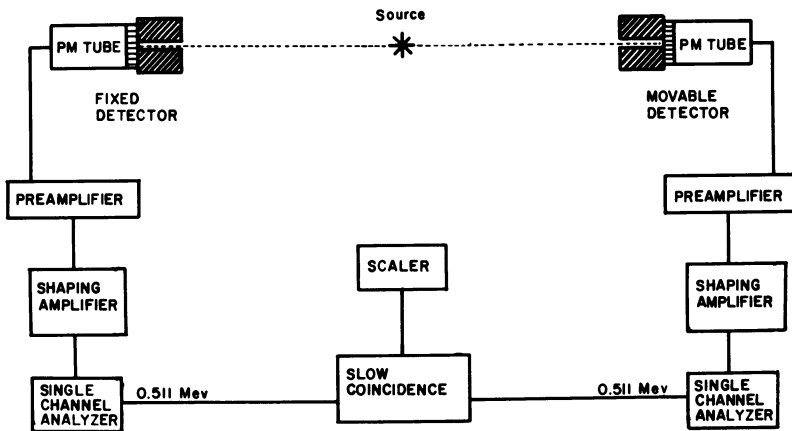 Source
PM TUBE
PM TUBE
FIXED
DETECTOR
MOVABLE
DETECTOR
PREAMPLIFIER
PREAMPLIFIER
SCALER
SHAPING
AMPLIFIER
SHAPING
AMPLIFIER
SLOW
COINCIDENCE
0.511 Mev
0.511 Mev
SINGLE
CHANNEL
ANALYZER
SINGLE
CHANNEL
ANALYZER